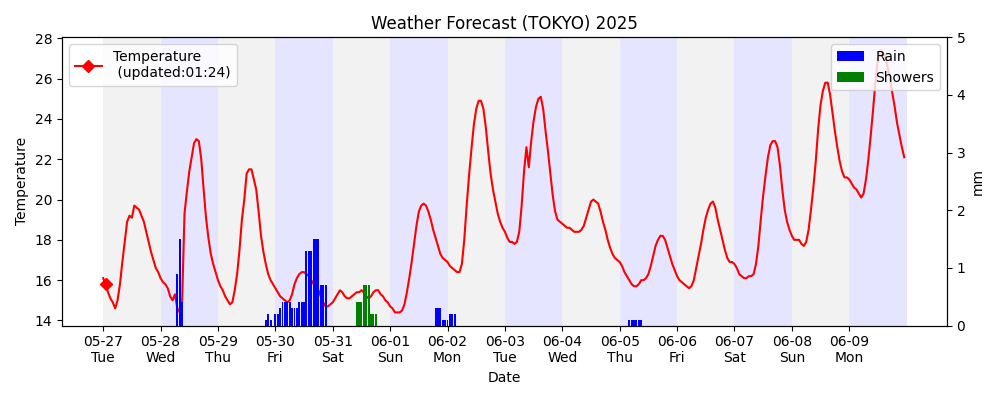 Weather Forecast (TOKYO) 2025
Temperature
(updated:01:24)
Rain
Showers
28
26
24
22
20
18
16
14
Temperature
5
4
3
2
1
0
mm
05-27 05-28 05-29 05-30 05-31 06-01 06-02 06-03 06-04 06-05 06-06 06-07 06-08 06-09
Tue Wed Thu Fri Sat Sun Mon Tue Wed Thu Fri Sat Sun Mon
Date